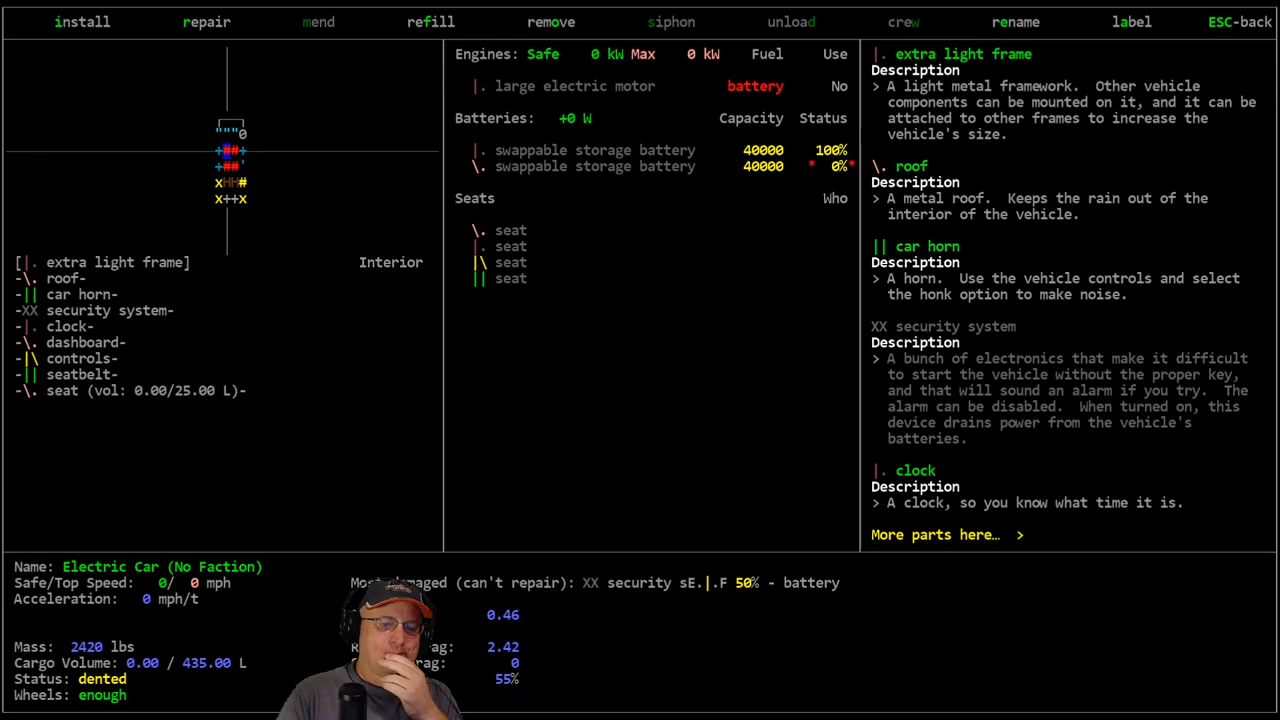 install repair mend refill remove siphon unload crew rename label ESC-back
"""0
+##+
+##'
xHH#
x++x
[|. extra light frame] Interior
-\. roof-
-|| car horn-
-XX security system-
-|. clock-
-\. dashboard-
-|\ controls-
-|| seatbelt-
-\. seat (vol: 0.00/25.00 L)-
Engines: Safe 0 kW Max 0 kW Fuel Use
|. large electric motor battery No
Batteries: +0 W Capacity Status
|. swappable storage battery 40000 100%
\. swappable storage battery 40000 * 0%*
Seats Who
\. seat
|. seat
|\ seat
|| seat
|. extra light frame
Description
> A light metal framework. Other vehicle
components can be mounted on it, and it can be
attached to other frames to increase the
vehicle's size.
\. roof
Description
> A metal roof. Keeps the rain out of the
interior of the vehicle.
|| car horn
Description
> A horn. Use the vehicle controls and select
the honk option to make noise.
XX security system
Description
> A bunch of electronics that make it difficult
to start the vehicle without the proper key,
and that will sound an alarm if you try. The
alarm can be disabled. When turned on, this
device drains power from the vehicle's
batteries.
|. clock
Description
> A clock, so you know what time it is.
More parts here… >
Name: Electric Car (No Faction)
Safe/Top Speed: 0/ 0 mph
Acceleration: 0 mph/t
Mass: 2420 lbs
Cargo Volume: 0.00 / 435.00 L
Status: dented
Wheels: enough
damaged (can't repair): XX security sE.|.F 50% - battery
0.46
2.42
0
55%